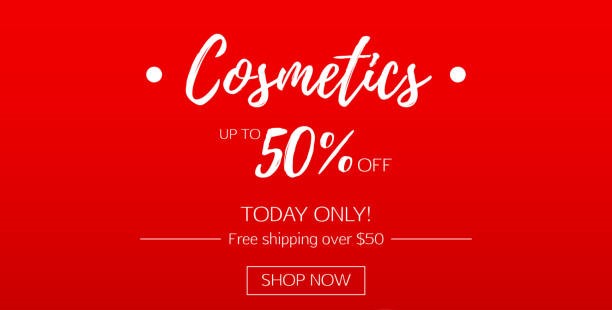 • Cosmetics •
UP TO 50% OFF
TODAY ONLY!
Free shipping over $50
SHOP NOW